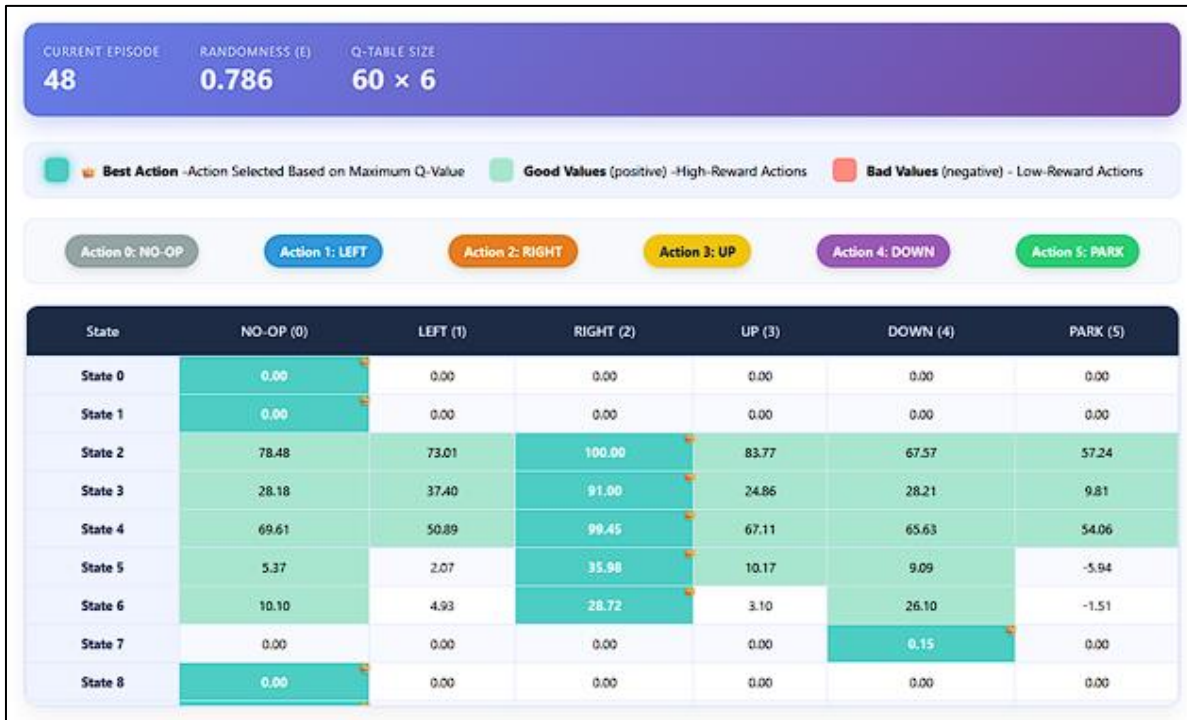 CURRENT EPISODE RANDOMNESS (E) Q-TABLE SIZE
48 0.786 60 × 6
Best Action -Action Selected Based on Maximum Q-Value Good Values (positive) -High-Reward Actions Bad Values (negative) - Low-Reward Actions
Action 0: NO-OP Action 1: LEFT Action 2: RIGHT Action 3: UP Action 4: DOWN Action 5: PARK
State NO-OP (0) LEFT (1) RIGHT (2) UP (3) DOWN (4) PARK (5)
State 0 0.00 0.00 0.00 0.00 0.00 0.00
State 1 0.00 0.00 0.00 0.00 0.00 0.00
State 2 78.48 73.01 100.00 83.77 67.57 57.24
State 3 28.18 37.40 91.00 24.86 28.21 9.81
State 4 69.61 50.89 99.45 67.11 65.63 54.06
State 5 5.37 2.07 35.98 10.17 9.09 -5.94
State 6 10.10 4.93 28.72 3.10 26.10 -1.51
State 7 0.00 0.00 0.00 0.00 0.15 0.00
State 8 0.00 0.00 0.00 0.00 0.00 0.00